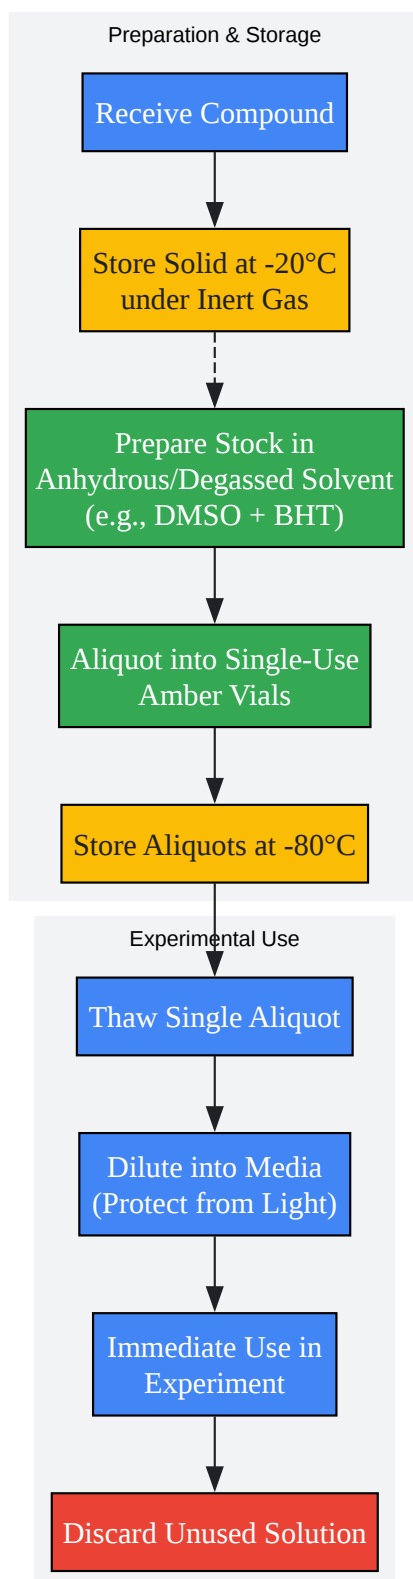 Preparation & Storage
Receive Compound
Store Solid at -20°C
under Inert Gas
Prepare Stock in
Anhydrous/Degassed Solvent
(e.g., DMSO + BHT)
Aliquot into Single-Use
Amber Vials
Store Aliquots at -80°C
Experimental Use
Thaw Single Aliquot
Dilute into Media
(Protect from Light)
Immediate Use in
Experiment
Discard Unused Solution